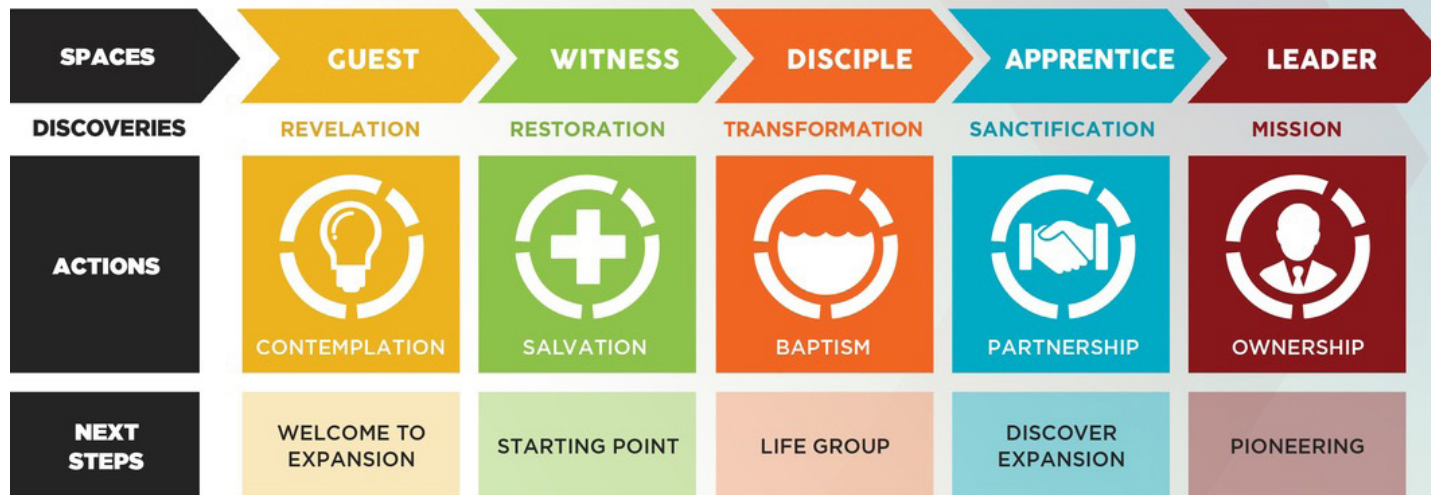 SPACES GUEST WITNESS DISCIPLE APPRENTICE LEADER
DISCOVERIES REVELATION RESTORATION TRANSFORMATION SANCTIFICATION MISSION
ACTIONS
CONTEMPLATION SALVATION BAPTISM PARTNERSHIP OWNERSHIP
NEXT STEPS
WELCOME TO EXPANSION
STARTING POINT
LIFE GROUP
DISCOVER EXPANSION
PIONEERING